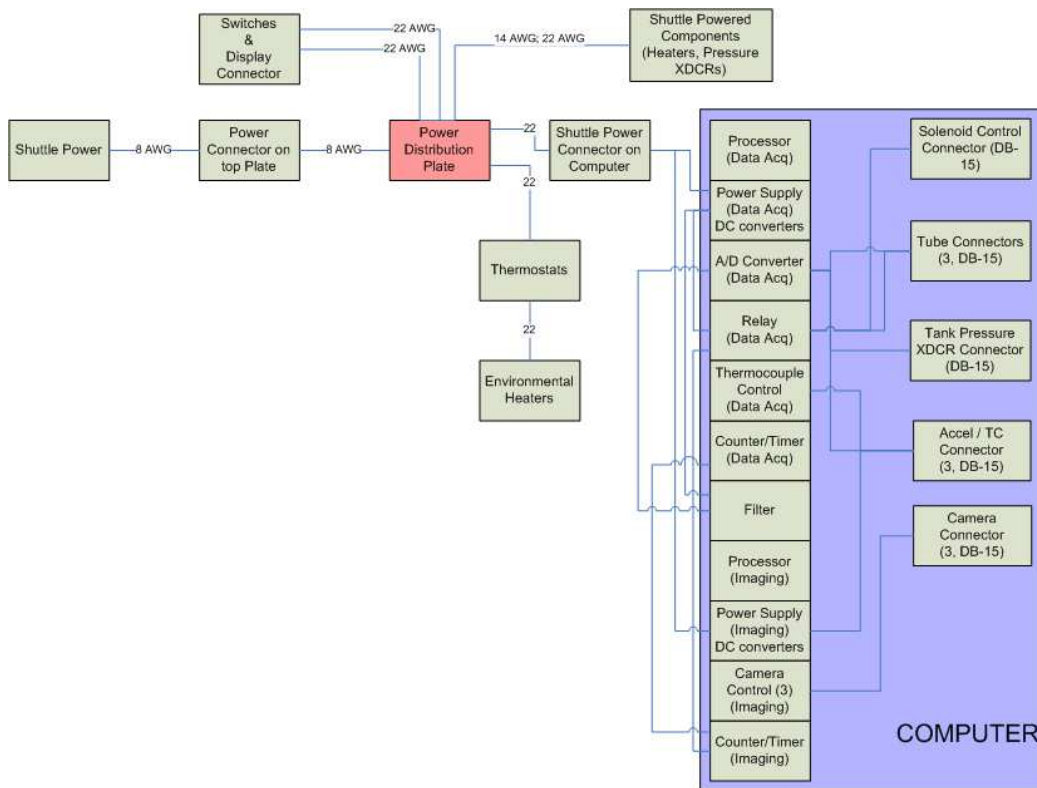 Switches
&
Display
Connector
22 AWG
22 AWG
14 AWG; 22 AWG
Shuttle Powered
Components
(Heaters, Pressure
XDCRs)
Shuttle Power
8 AWG
Power
Connector on
top Plate
8 AWG
Power
Distribution
Plate
22
22
Shuttle Power
Connector on
Computer
Thermostats
22
Environmental
Heaters
Processor
(Data Acq)
Power Supply
(Data Acq)
DC converters
A/D Converter
(Data Acq)
Relay
(Data Acq)
Thermocouple
Control
(Data Acq)
Counter/Timer
(Data Acq)
Filter
Processor
(Imaging)
Power Supply
(Imaging)
DC converters
Camera
Control (3)
(Imaging)
Counter/Timer
(Imaging)
Solenoid Control
Connector (DB-
15)
Tube Connectors
(3, DB-15)
Tank Pressure
XDCR Connector
(DB-15)
Accel / TC
Connector
(3, DB-15)
Camera
Connector
(3, DB-15)
COMPUTER